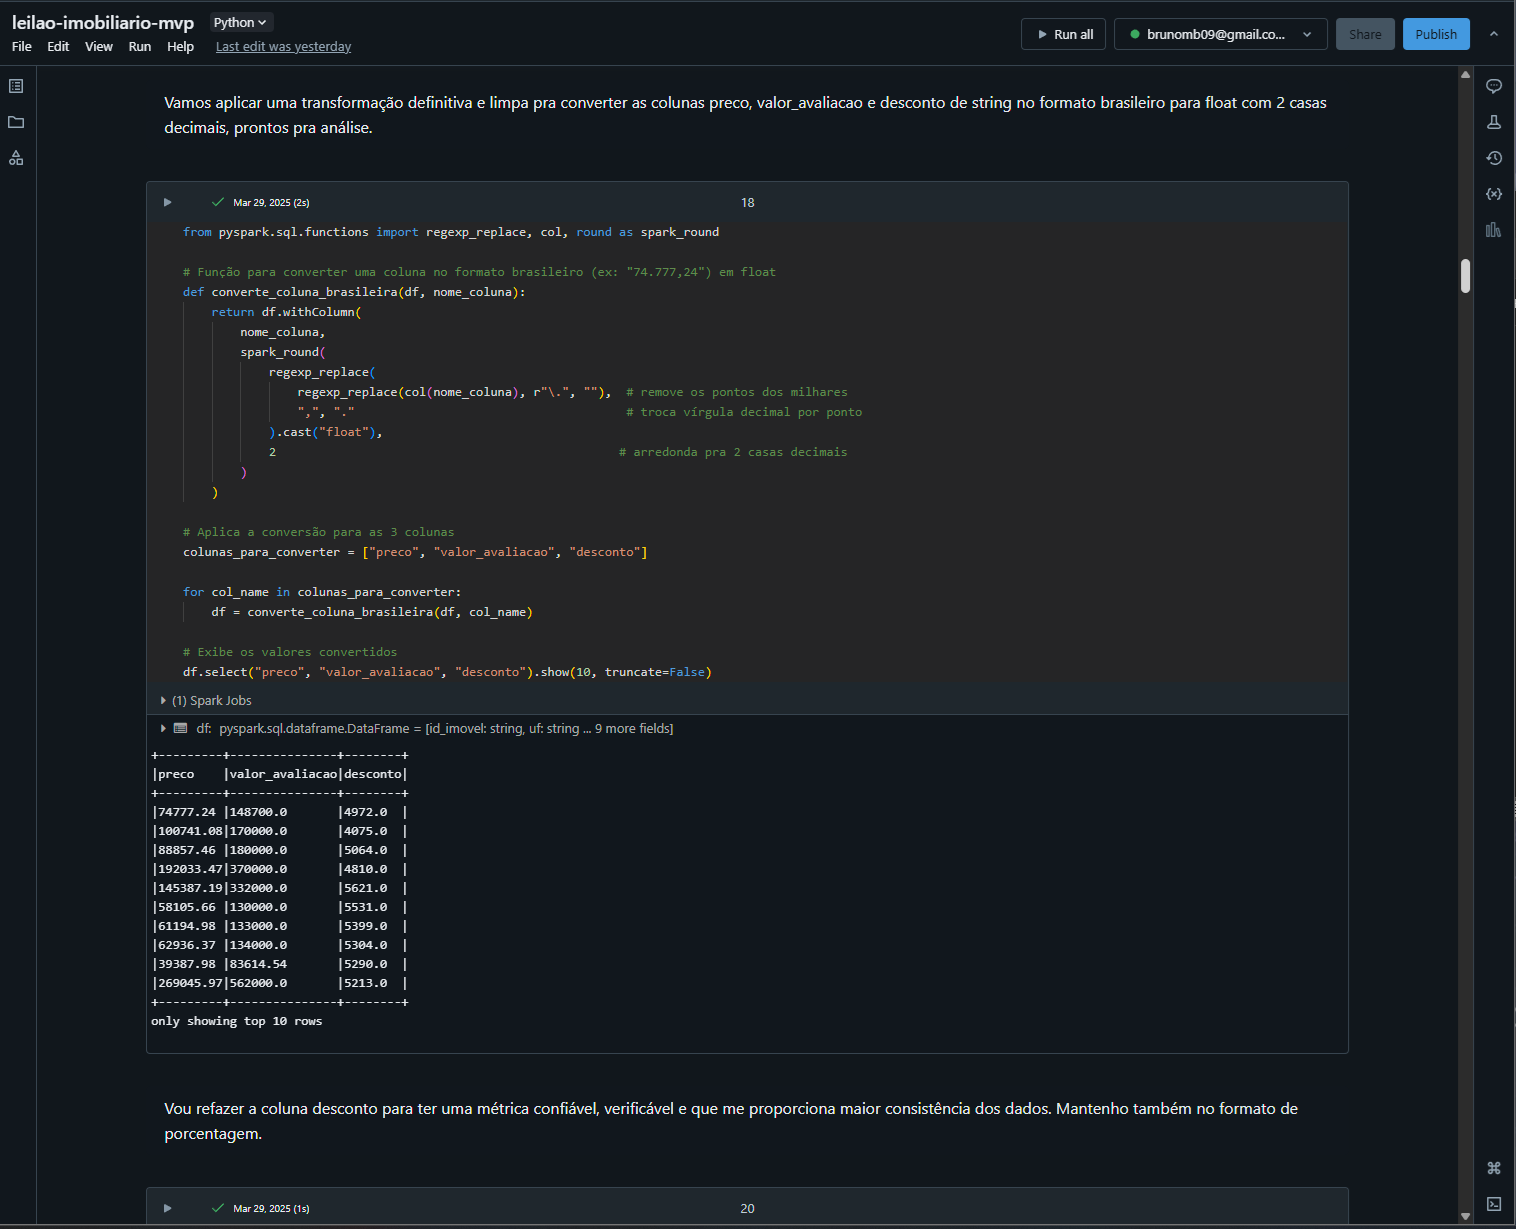 leilao-imobiliario-mvp Python
File Edit View Run Help Last edit was yesterday
Run all brunomb09@gmail.co... Share Publish
Vamos aplicar uma transformação definitiva e limpa pra converter as colunas preco, valor_avaliacao e desconto de string no formato brasileiro para float com 2 casas
decimais, prontos pra análise.
Mar 29, 2025 (2s) 18
from pyspark.sql.functions import regexp_replace, col, round as spark_round
# Função para converter uma coluna no formato brasileiro (ex: "74.777,24") em float
def converte_coluna_brasileira(df, nome_coluna):
    return df.withColumn(
        nome_coluna,
        spark_round(
            regexp_replace(
                regexp_replace(col(nome_coluna), r"\.", ""),  # remove os pontos dos milhares
                ",", "."                                      # troca vírgula decimal por ponto
            ).cast("float"),
            2                                                # arredonda pra 2 casas decimais
        )
    )
# Aplica a conversão para as 3 colunas
colunas_para_converter = ["preco", "valor_avaliacao", "desconto"]
for col_name in colunas_para_converter:
    df = converte_coluna_brasileira(df, col_name)
# Exibe os valores convertidos
df.select("preco", "valor_avaliacao", "desconto").show(10, truncate=False)
(1) Spark Jobs
df: pyspark.sql.dataframe.DataFrame = [id_imovel: string, uf: string ... 9 more fields]
+---------+---------------+--------+
|preco    |valor_avaliacao|desconto|
+---------+---------------+--------+
|74777.24 |148700.0       |4972.0  |
|100741.08|170000.0       |4075.0  |
|88857.46 |180000.0       |5064.0  |
|192033.47|370000.0       |4810.0  |
|145387.19|332000.0       |5621.0  |
|58105.66 |130000.0       |5531.0  |
|61194.98 |133000.0       |5399.0  |
|62936.37 |134000.0       |5304.0  |
|39387.98 |83614.54       |5290.0  |
|269045.97|562000.0       |5213.0  |
+---------+---------------+--------+
only showing top 10 rows
Vou refazer a coluna desconto para ter uma métrica confiável, verificável e que me proporciona maior consistência dos dados. Mantenho também no formato de
porcentagem.
Mar 29, 2025 (1s) 20